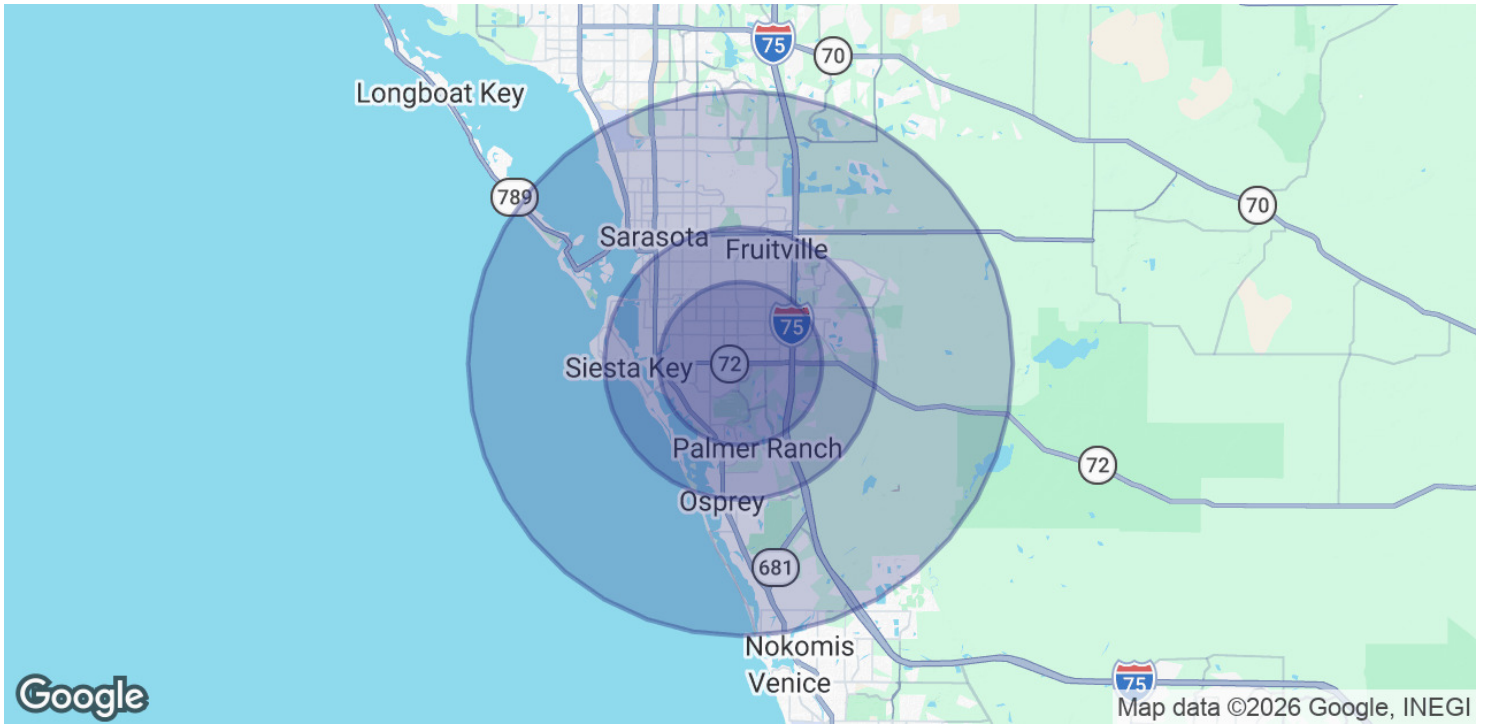 75
70
Longboat Key
789
70
Sarasota
Fruitville
75
Siesta Key
72
Palmer Ranch
72
Osprey
681
Nokomis
Venice
75
Google
Map data ©2026 Google, INEGI